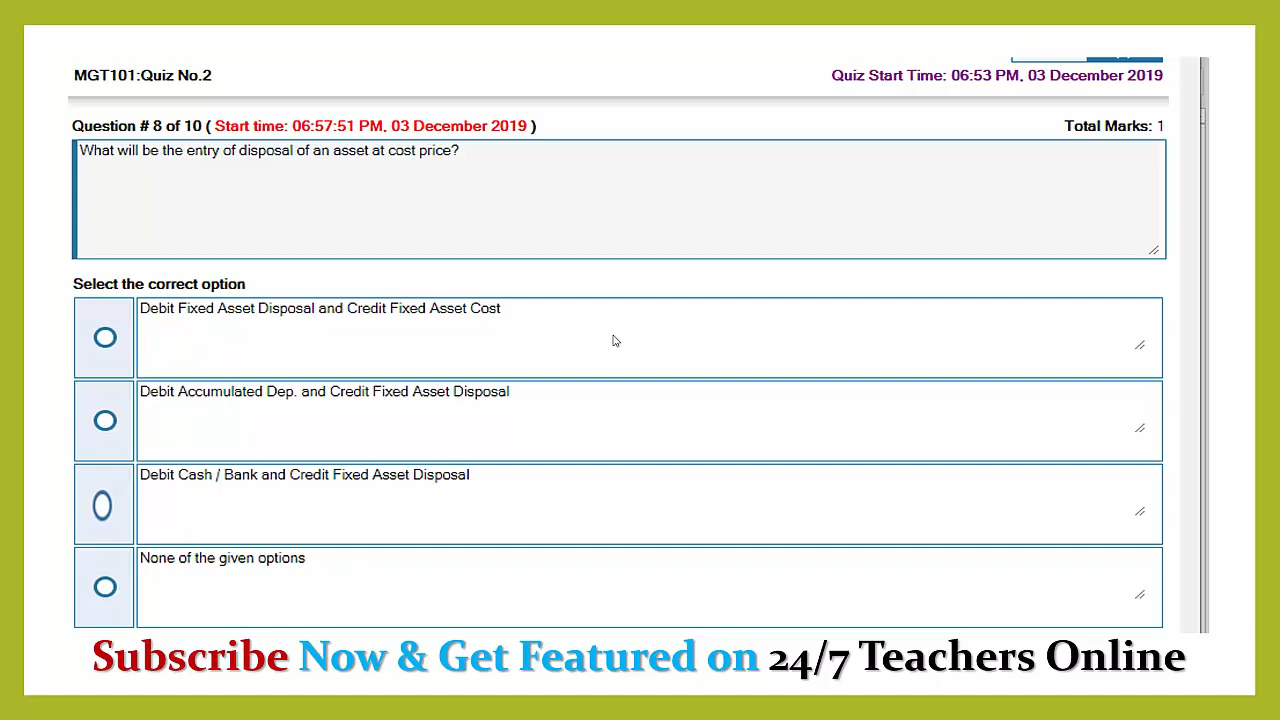 MGT101:Quiz No.2
Quiz Start Time: 06:53 PM, 03 December 2019
Question # 8 of 10 ( Start time: 06:57:51 PM, 03 December 2019 )
Total Marks: 1
What will be the entry of disposal of an asset at cost price?
Select the correct option
Debit Fixed Asset Disposal and Credit Fixed Asset Cost
Debit Accumulated Dep. and Credit Fixed Asset Disposal
Debit Cash / Bank and Credit Fixed Asset Disposal
None of the given options
Subscribe Now & Get Featured on 24/7 Teachers Online